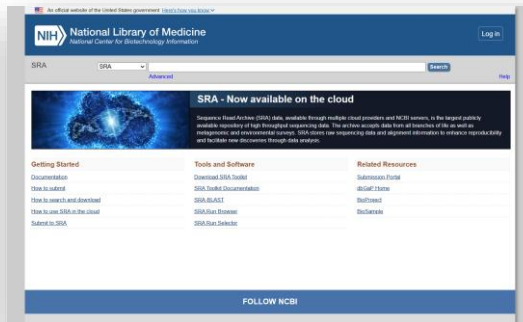 An official website of the United States government Here's how you know
NIH National Library of Medicine
National Center for Biotechnology Information
Log in
SRA SRA Search
Advanced Help
SRA - Now available on the cloud
Sequence Read Archive (SRA) data, available through multiple cloud providers and NCBI servers, is the largest publicly
available repository of high throughput sequencing data. The archive accepts data from all branches of life as well as
metagenomic and environmental surveys. SRA stores raw sequencing data and alignment information to enhance reproducibility
and facilitate new discoveries through data analysis.
Getting Started
Documentation
How to submit
How to search and download
How to use SRA in the cloud
Submit to SRA
Tools and Software
Download SRA Toolkit
SRA Toolkit Documentation
SRA-BLAST
SRA Run Browser
SRA Run Selector
Related Resources
Submission Portal
dbGaP Home
BioProject
BioSample
FOLLOW NCBI